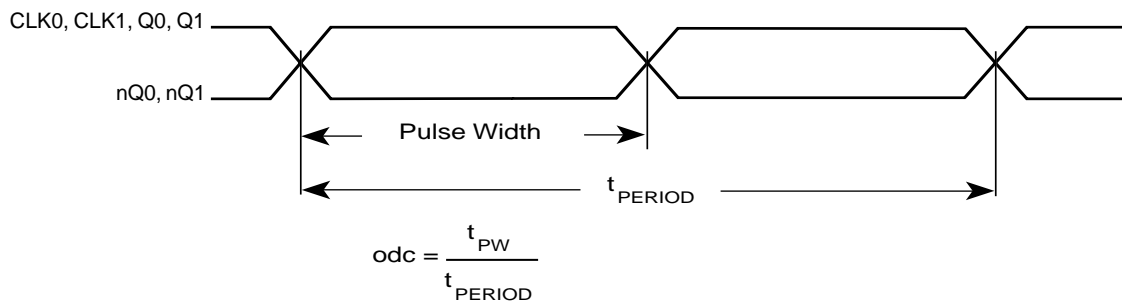 CLK0, CLK1, Q0, Q1
nQ0, nQ1
Pulse Width
tPERIOD
odc = tPW
tPERIOD